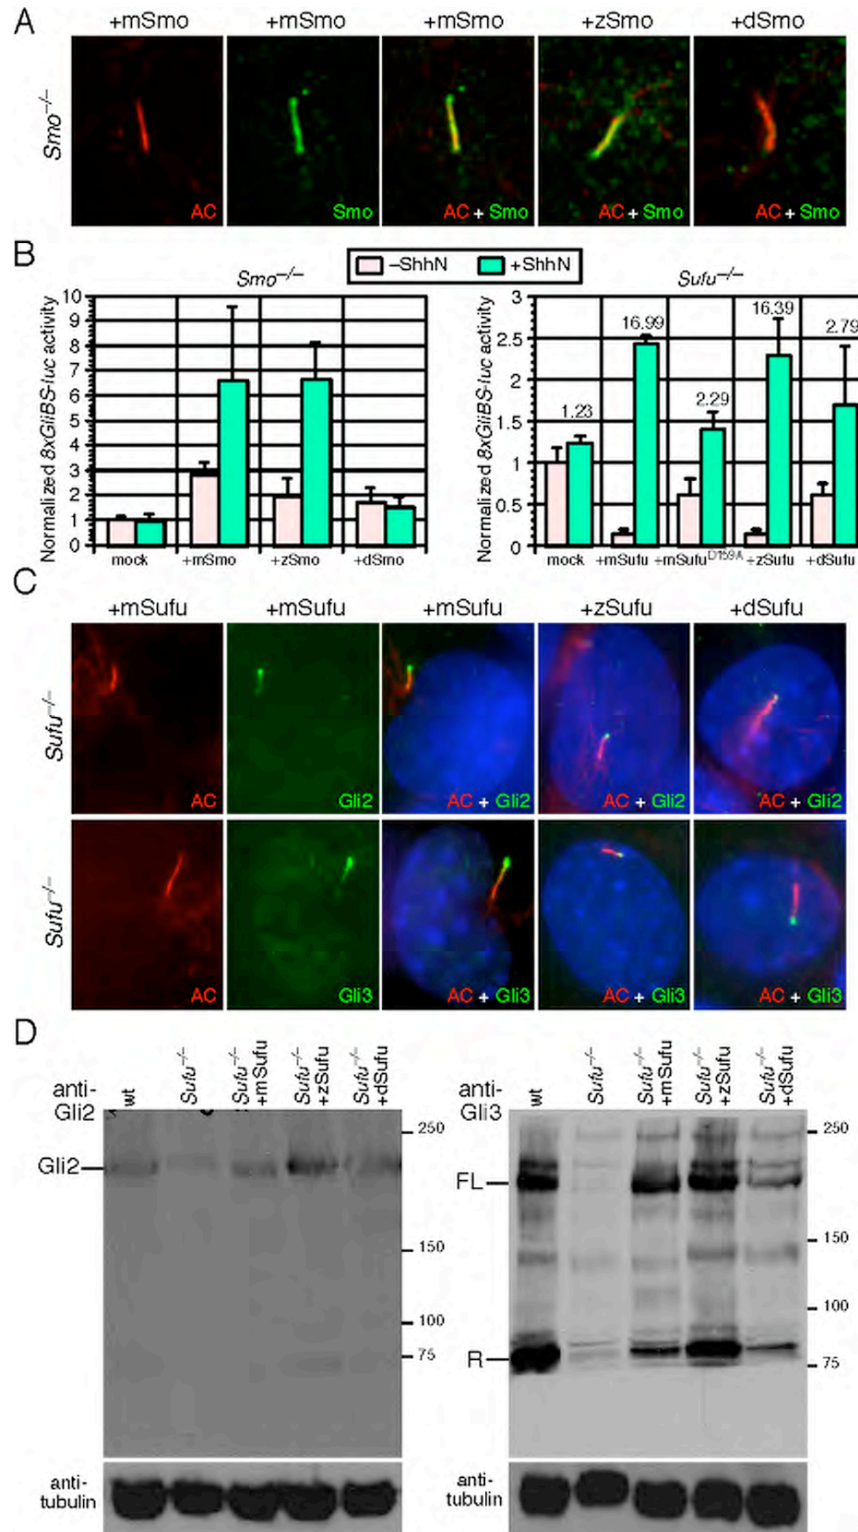 A
+mSmo +mSmo +mSmo +zSmo +dSmo
Smo–/–
AC Smo AC + Smo AC + Smo AC + Smo
B
–ShhN +ShhN
Smo–/–
Normalized 8xGliBS-luc activity
10
9
8
7
6
5
4
3
2
1
0
mock +mSmo +zSmo +dSmo
Sufu–/–
Normalized 8xGliBS-luc activity
3
2.5
2
1.5
1
0.5
0
1.23 16.99 2.29 16.39 2.79
mock +mSufu +mSufuD159A +zSufu +dSufu
C
+mSufu +mSufu +mSufu +zSufu +dSufu
Sufu–/–
AC Gli2 AC + Gli2 AC + Gli2 AC + Gli2
Sufu–/–
AC Gli3 AC + Gli3 AC + Gli3 AC + Gli3
D
anti-
Gli2
wt
Sufu–/–
Sufu–/–
+mSufu
Sufu–/–
+zSufu
Sufu–/–
+dSufu
Gli2
250
150
100
75
anti-
tubulin
anti-
Gli3
wt
Sufu–/–
Sufu–/–
+mSufu
Sufu–/–
+zSufu
Sufu–/–
+dSufu
FL
R
250
150
100
75
anti-
tubulin